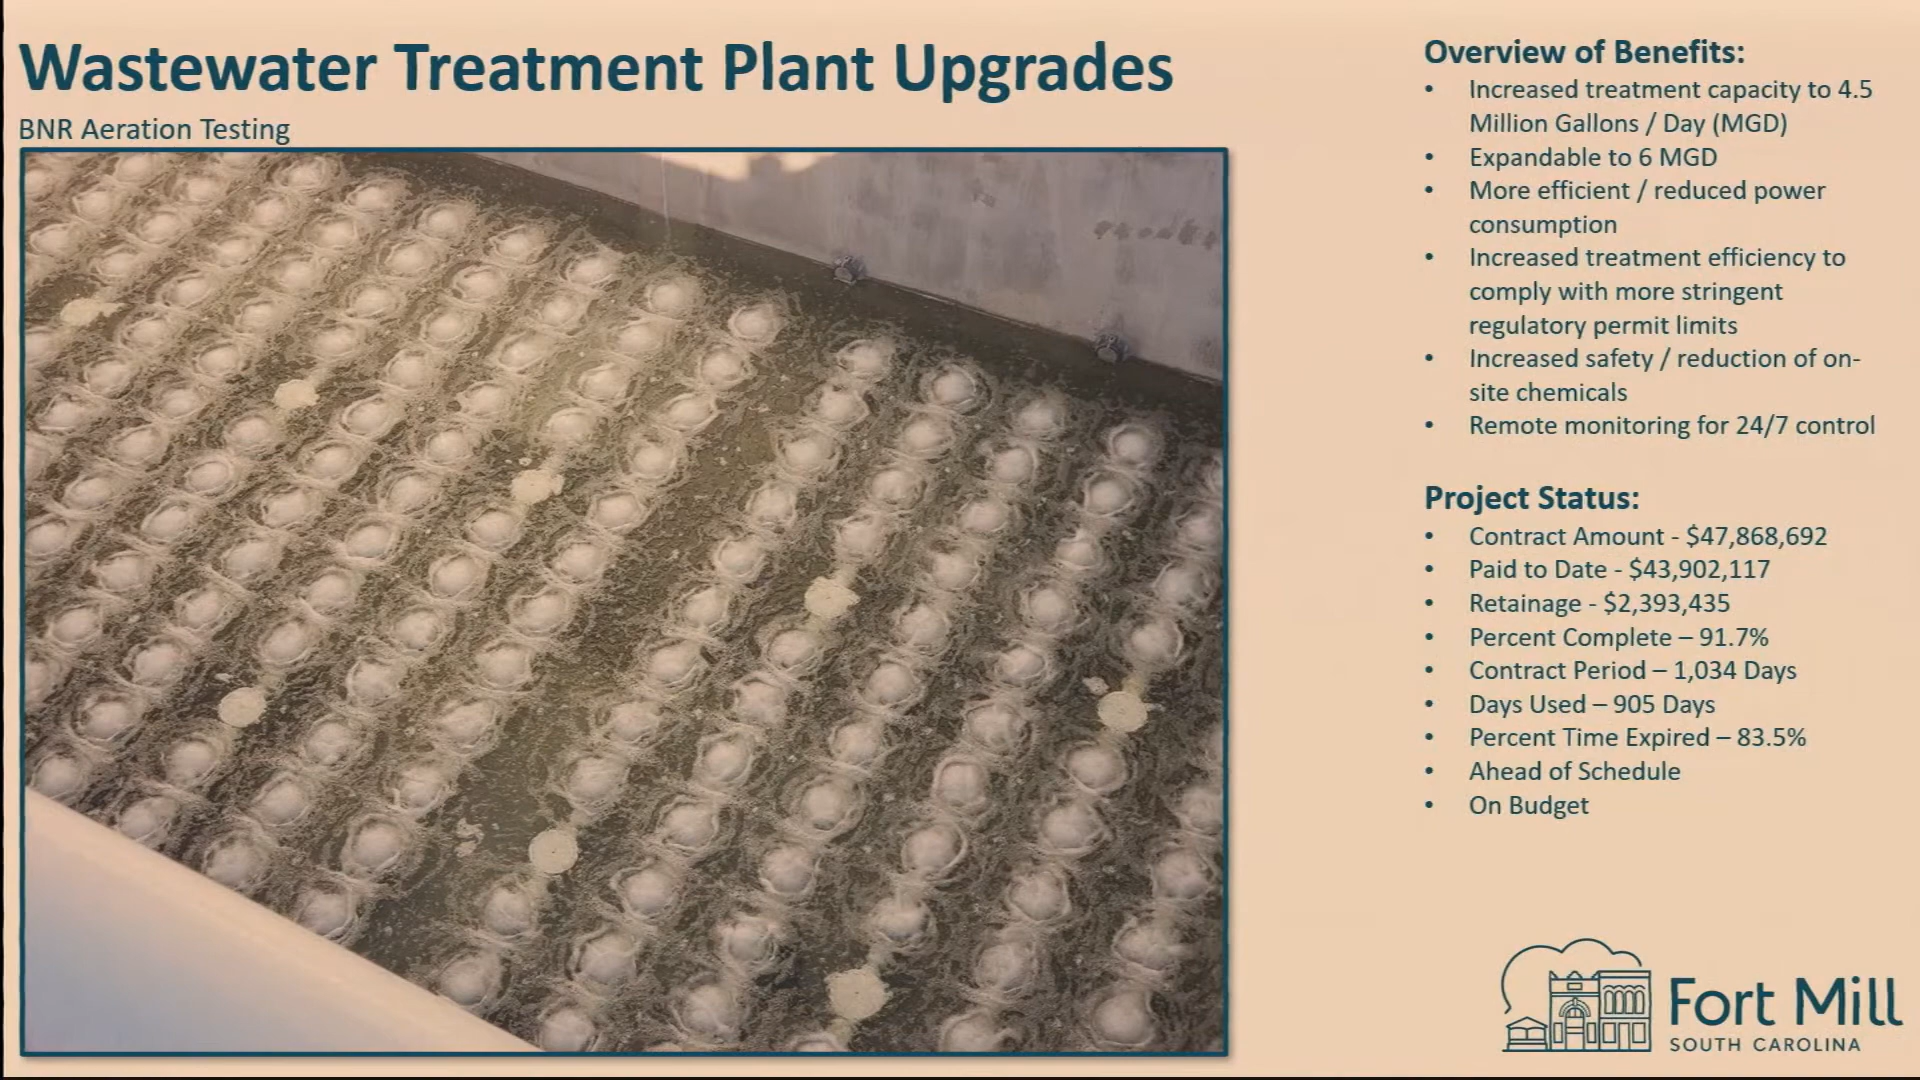 Wastewater Treatment Plant Upgrades
BNR Aeration Testing
Overview of Benefits:
• Increased treatment capacity to 4.5
Million Gallons / Day (MGD)
• Expandable to 6 MGD
• More efficient / reduced power
consumption
• Increased treatment efficiency to
comply with more stringent
regulatory permit limits
• Increased safety / reduction of on-
site chemicals
• Remote monitoring for 24/7 control
Project Status:
• Contract Amount - $47,868,692
• Paid to Date - $43,902,117
• Retainage - $2,393,435
• Percent Complete – 91.7%
• Contract Period – 1,034 Days
• Days Used – 905 Days
• Percent Time Expired – 83.5%
• Ahead of Schedule
• On Budget
Fort Mill
SOUTH CAROLINA